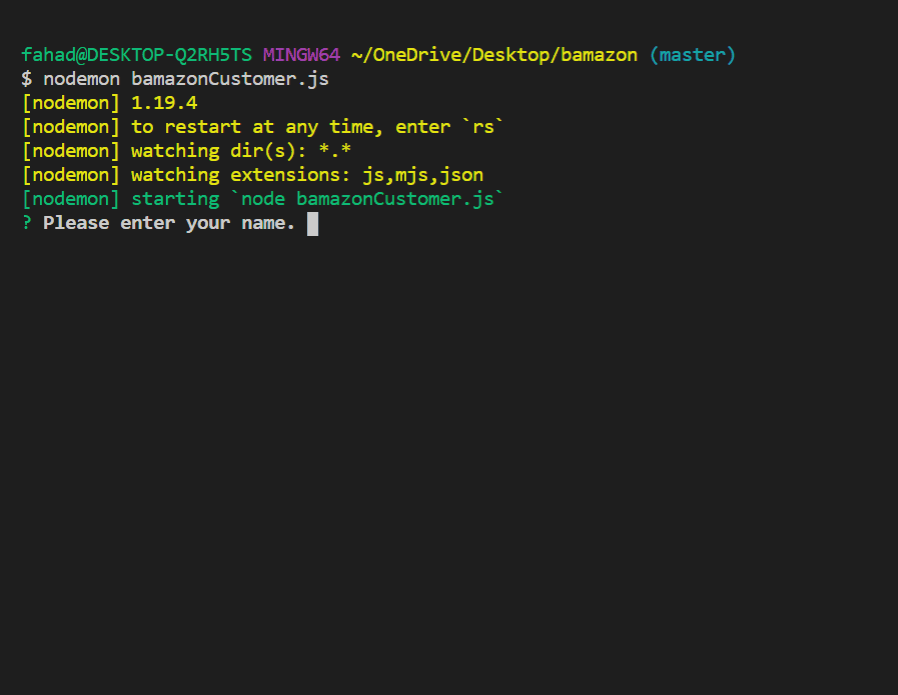 fahad@DESKTOP-Q2RH5TS MINGW64 ~/OneDrive/Desktop/bamazon (master)
$ nodemon bamazonCustomer.js
[nodemon] 1.19.4
[nodemon] to restart at any time, enter `rs`
[nodemon] watching dir(s): *.*
[nodemon] watching extensions: js,mjs,json
[nodemon] starting `node bamazonCustomer.js`
? Please enter your name.